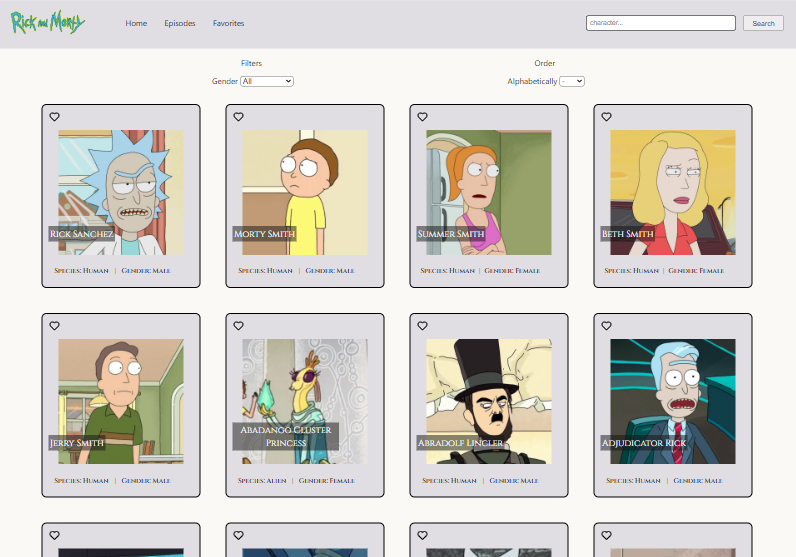 Rick and Morty
Home Episodes Favorites
character...
Search
Filters
Order
Gender All
Alphabetically -
Rick Sanchez
Species: Human | Gender: Male
Morty Smith
Species: Human | Gender: Male
Summer Smith
Species: Human | Gender: Female
Beth Smith
Species: Human | Gender: Female
Jerry Smith
Species: Human | Gender: Male
Abadango Cluster
Princess
Species: Alien | Gender: Female
Abradolf Lincler
Species: Human | Gender: Male
Adjudicator Rick
Species: Human | Gender: Male